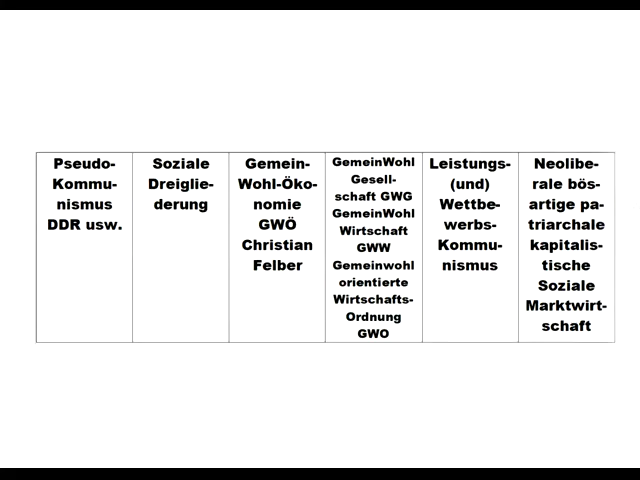 Pseudo-
Kommu-
nismus
DDR usw.
Soziale
Dreiglie-
derung
Gemein-
Wohl-Öko-
nomie
GWÖ
Christian
Felber
GemeinWohl
Gesell-
schaft GWG
GemeinWohl
Wirtschaft
GWW
Gemeinwohl
orientierte
Wirtschafts-
Ordnung
GWO
Leistungs-
(und)
Wettbe-
werbs-
Kommu-
nismus
Neolibe-
rale bös-
artige pa-
triarchale
kapitalis-
tische
Soziale
Marktwirt-
schaft